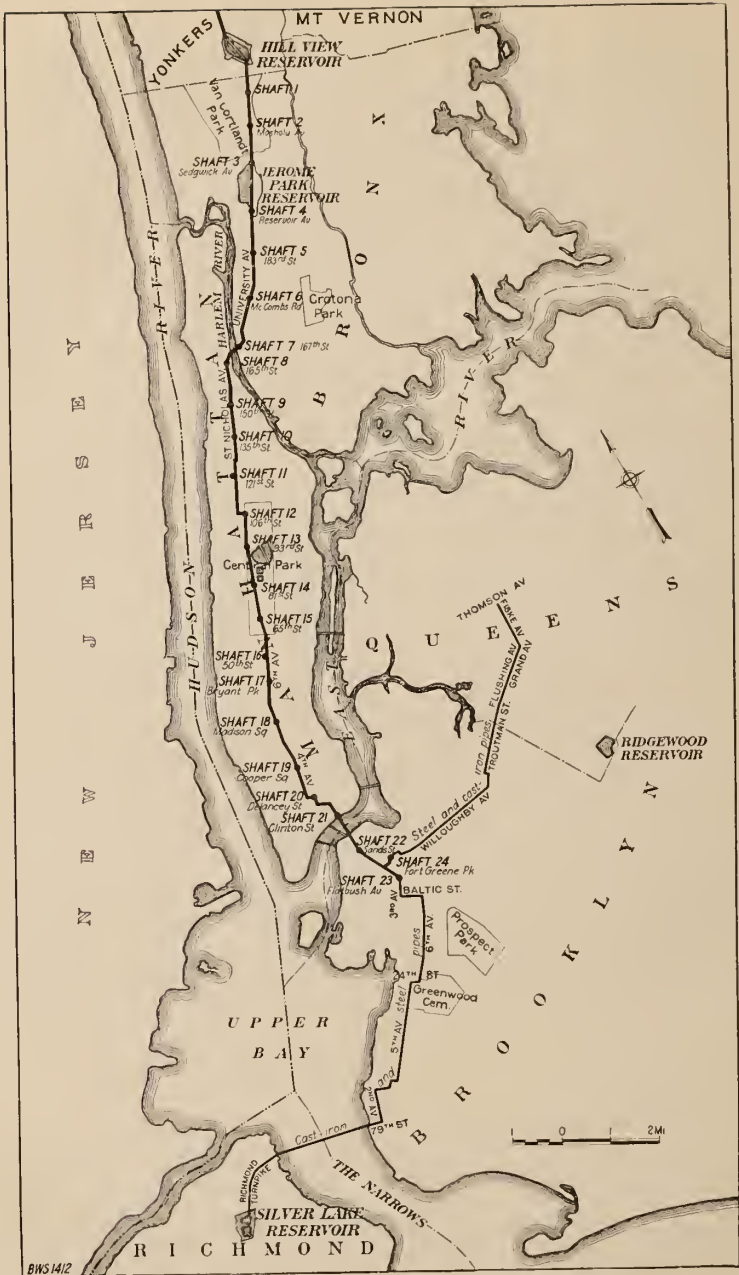 MT VERNON
YONKERS
HILL VIEW
RESERVOIR
SHAFT 1
Van Cortlandt
Park
SHAFT 2
Mosholu Av
SHAFT 3
Sedgwick Av
JEROME
PARK
RESERVOIR
SHAFT 4
Reservoir Av
SHAFT 5
183rd St
UNIVERSITY AV
SHAFT 6
McCombs Rd
Crotona
Park
BRONX
HARLEM RIVER
SHAFT 7 167th St
SHAFT 8
165th St
ST NICHOLAS AV
SHAFT 9
150th St
SHAFT 10
135th St
SHAFT 11
121st St
SHAFT 12
106th St
SHAFT 13
93rd St
Central Park
SHAFT 14
81st St
SHAFT 15
65th St
SHAFT 16
50th St
6TH AV
SHAFT 17
Bryant Pk
SHAFT 18
Madson Sq
SHAFT 19
Cooper Sq
4TH AV
SHAFT 20
Delancey St
SHAFT 21
Clinton St
MANHATTAN
HUDSON RIVER
NEW JERSEY
EAST RIVER
QUEENS
THOMSON AV
FISKE AV
GRAND AV
FLUSHING AV
TROUTMAN ST.
Steel and cast-iron pipes
WILLOUGHBY AV
RIDGEWOOD
RESERVOIR
SHAFT 22
Sands St
SHAFT 24
Fort Greene Pk
SHAFT 23
Flatbush Av
BALTIC ST.
3RD AV
6TH AV.
Prospect
Park
34TH ST
Greenwood
Cem.
5TH AV
2ND AV
79TH ST
Cast-iron and steel pipes
BROOKLYN
UPPER
BAY
0 2Mi
RICHMOND
TURNPIKE
THE NARROWS
SILVER LAKE
RESERVOIR
RICHMOND
BWS 1412